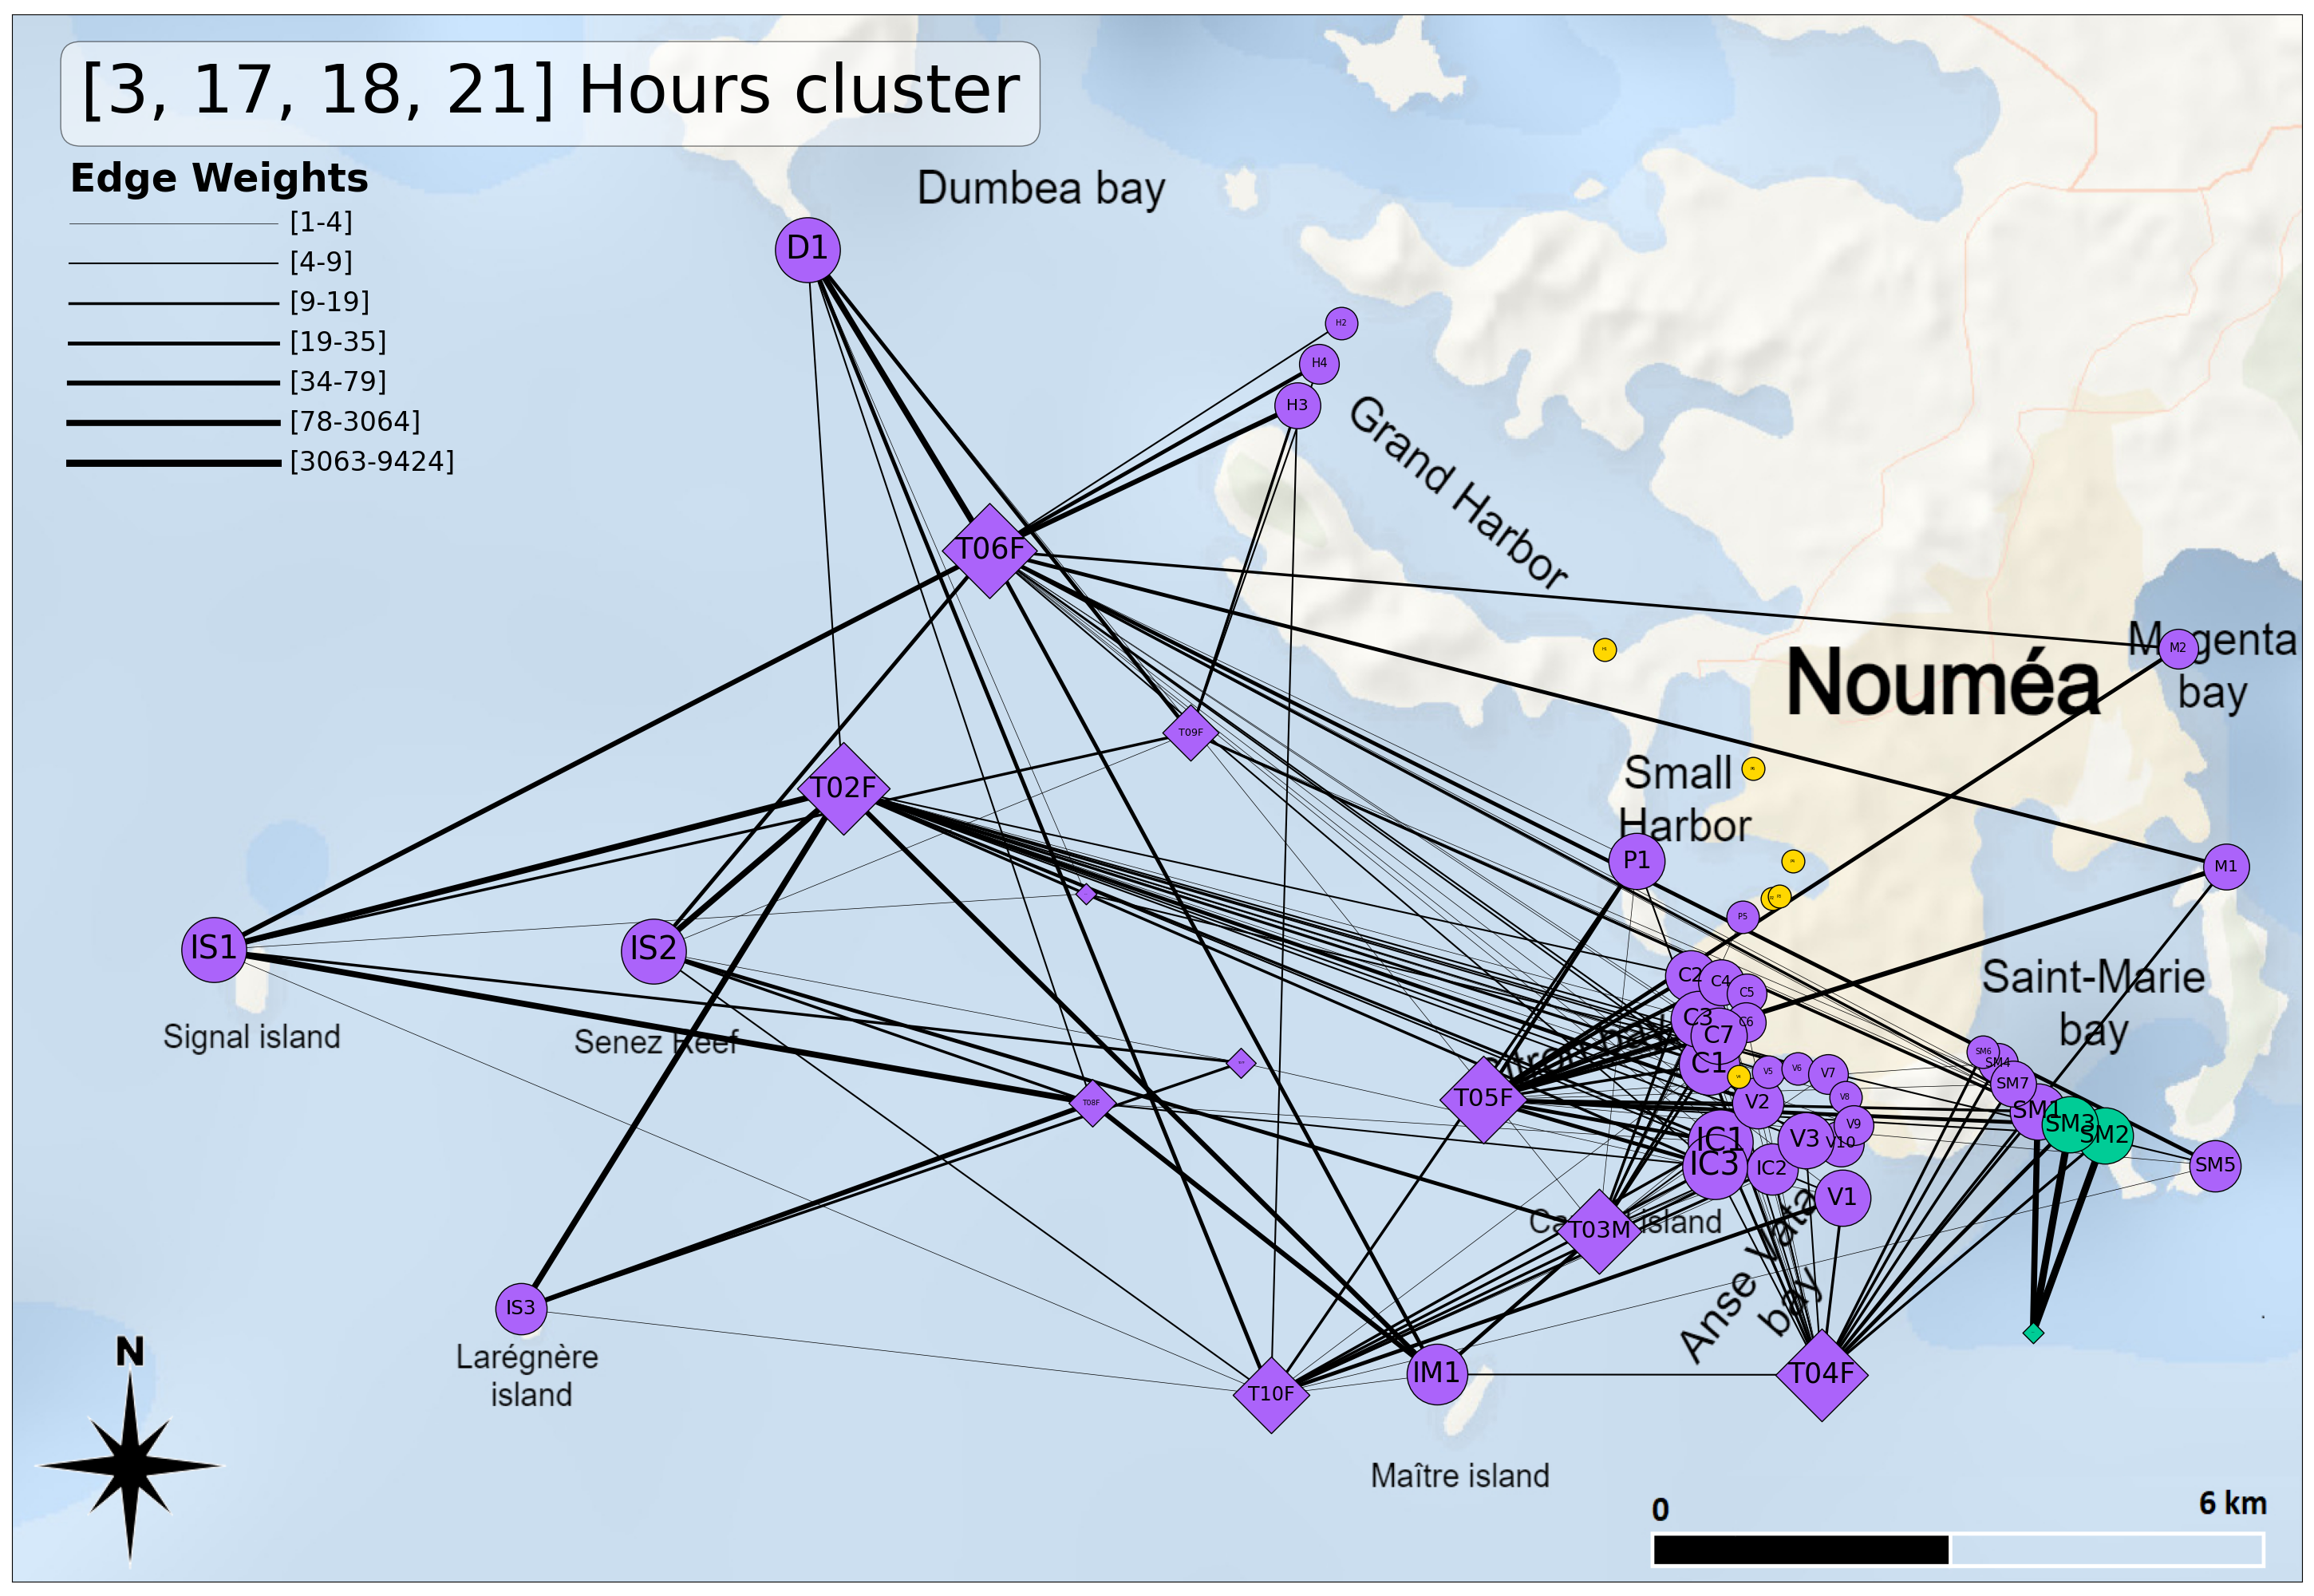 [3, 17, 18, 21] Hours cluster
Edge Weights
[1-4]
[4-9]
[9-19]
[19-35]
[34-79]
[78-3064]
[3063-9424]
Dumbea bay
D1
H2
H4
H3
Grand Harbor
T06F
Magenta
bay
M2
Nouméa
T09F
Small
Harbor
T02F
P1
M1
P5
IS1
IS2
Signal island
Senez Reef
Saint-Marie
bay
C2
C4
C5
C3
C6
C7
C1
T05F
T08F
V5
V6
V7
V2
V8
V9
V3
V10
IC1
IC3
IC2
V1
SM6
SM4
SM7
SM1
SM3
SM2
SM5
T03M
island
Anse Vata
bay
IS3
Larégnère
island
T10F
IM1
T04F
Maître island
N
0
6 km